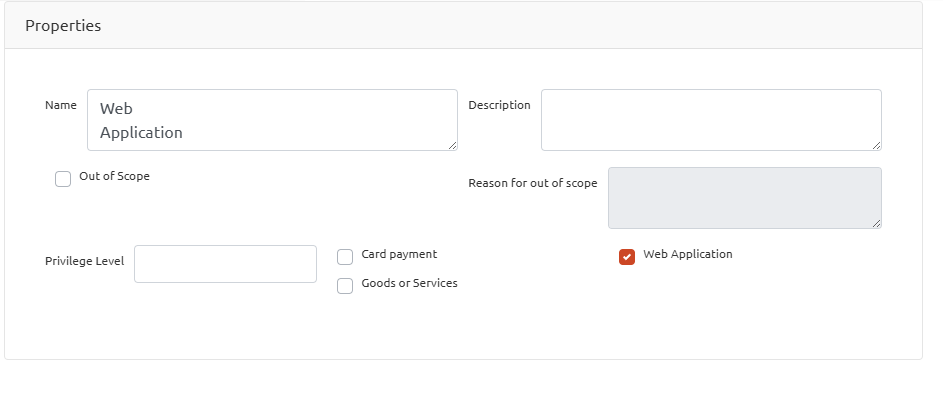 Properties
Name
Web
Application
Description
Out of Scope
Reason for out of scope
Privilege Level
Card payment
Web Application
Goods or Services